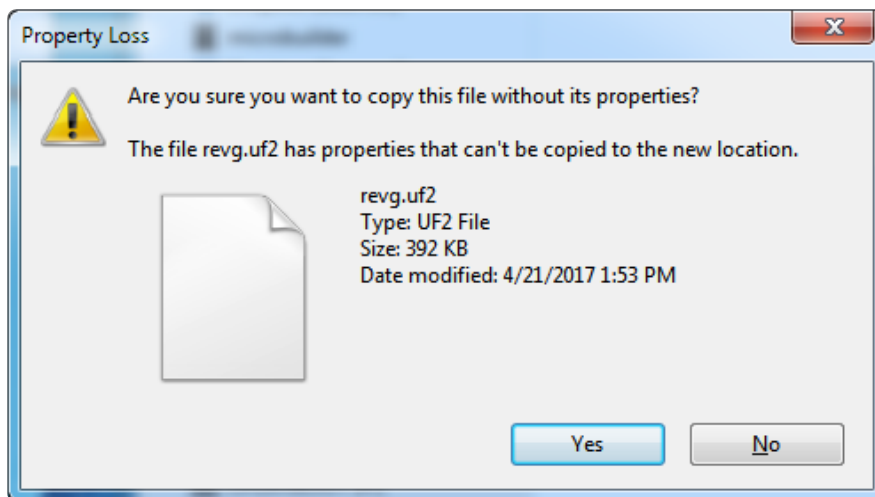 Property Loss
Are you sure you want to copy this file without its properties?
The file revg.uf2 has properties that can't be copied to the new location.
revg.uf2
Type: UF2 File
Size: 392 KB
Date modified: 4/21/2017 1:53 PM
Yes
No